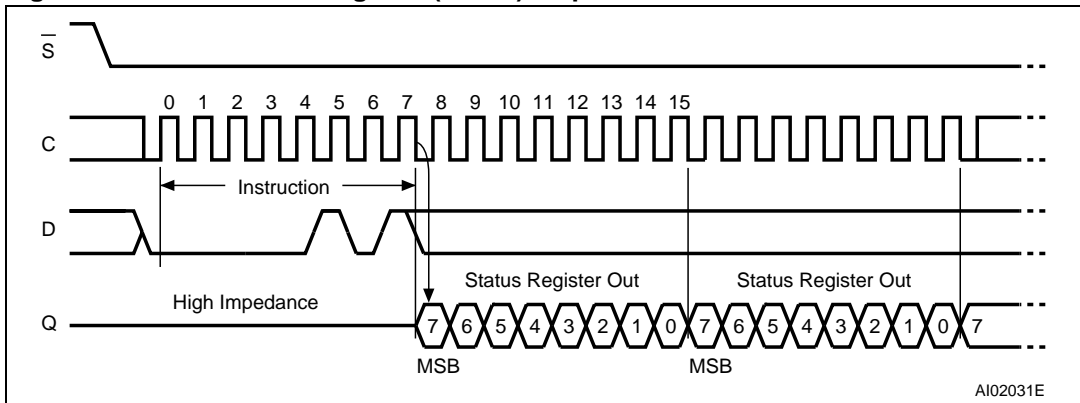 S
0 1 2 3 4 5 6 7 8 9 10 11 12 13 14 15
C
Instruction
D
Status Register Out Status Register Out
High Impedance
Q 7 6 5 4 3 2 1 0 7 6 5 4 3 2 1 0 7
MSB MSB
AI02031E